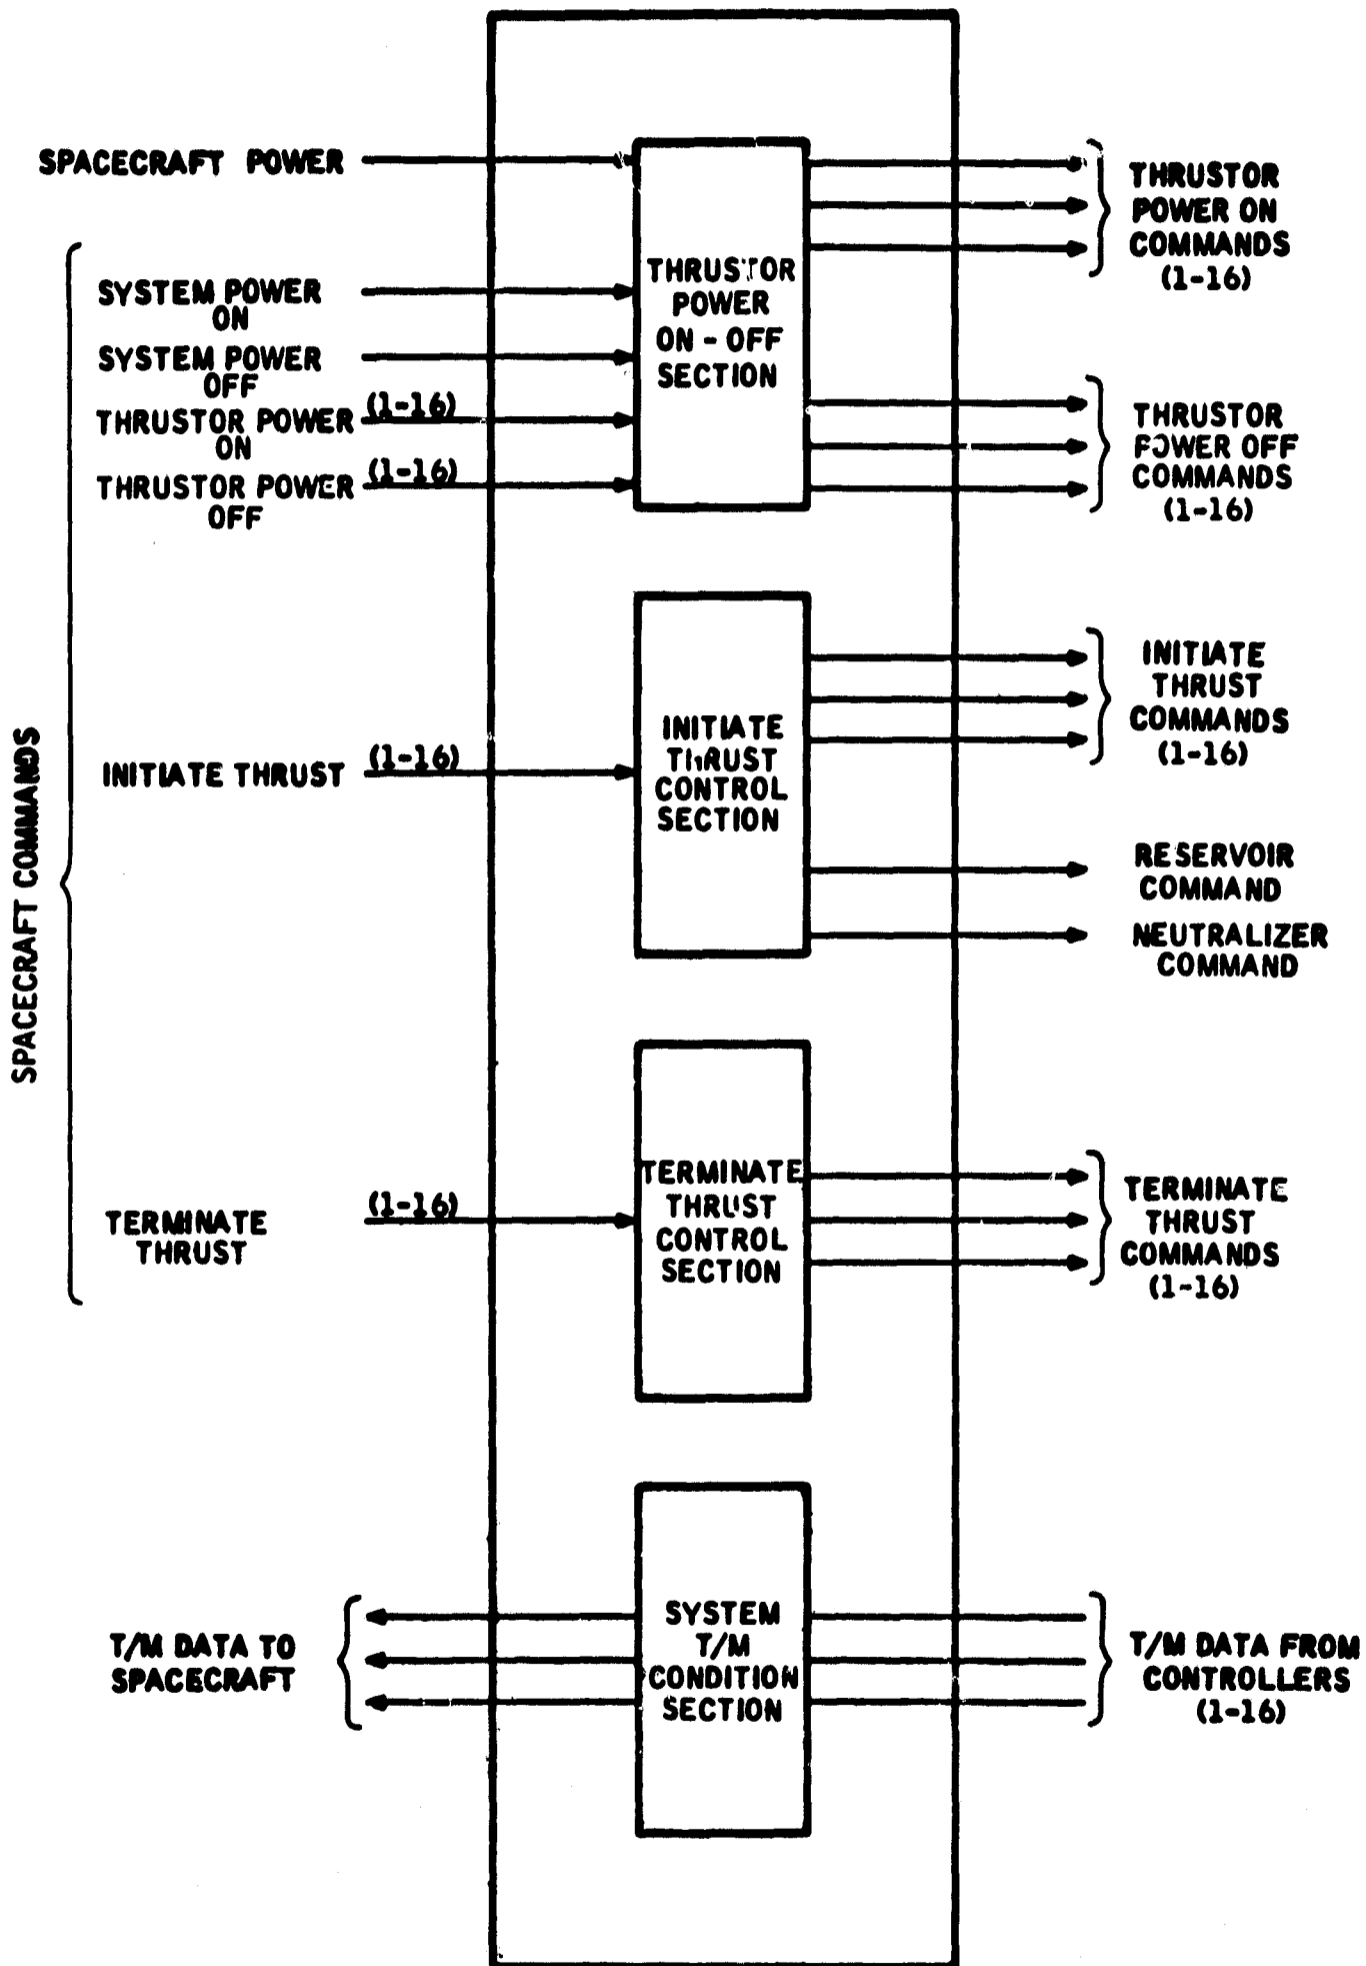 SPACECRAFT POWER
SPACECRAFT COMMANDS
SYSTEM POWER
ON
SYSTEM POWER
OFF
THRUSTOR POWER (1-16)
ON
THRUSTOR POWER (1-16)
OFF
INITIATE THRUST (1-16)
TERMINATE (1-16)
THRUST
T/M DATA TO
SPACECRAFT
THRUSTOR
POWER
ON - OFF
SECTION
INITIATE
THRUST
CONTROL
SECTION
TERMINATE
THRUST
CONTROL
SECTION
SYSTEM
T/M
CONDITION
SECTION
THRUSTOR
POWER ON
COMMANDS
(1-16)
THRUSTOR
POWER OFF
COMMANDS
(1-16)
INITIATE
THRUST
COMMANDS
(1-16)
RESERVOIR
COMMAND
NEUTRALIZER
COMMAND
TERMINATE
THRUST
COMMANDS
(1-16)
T/M DATA FROM
CONTROLLERS
(1-16)